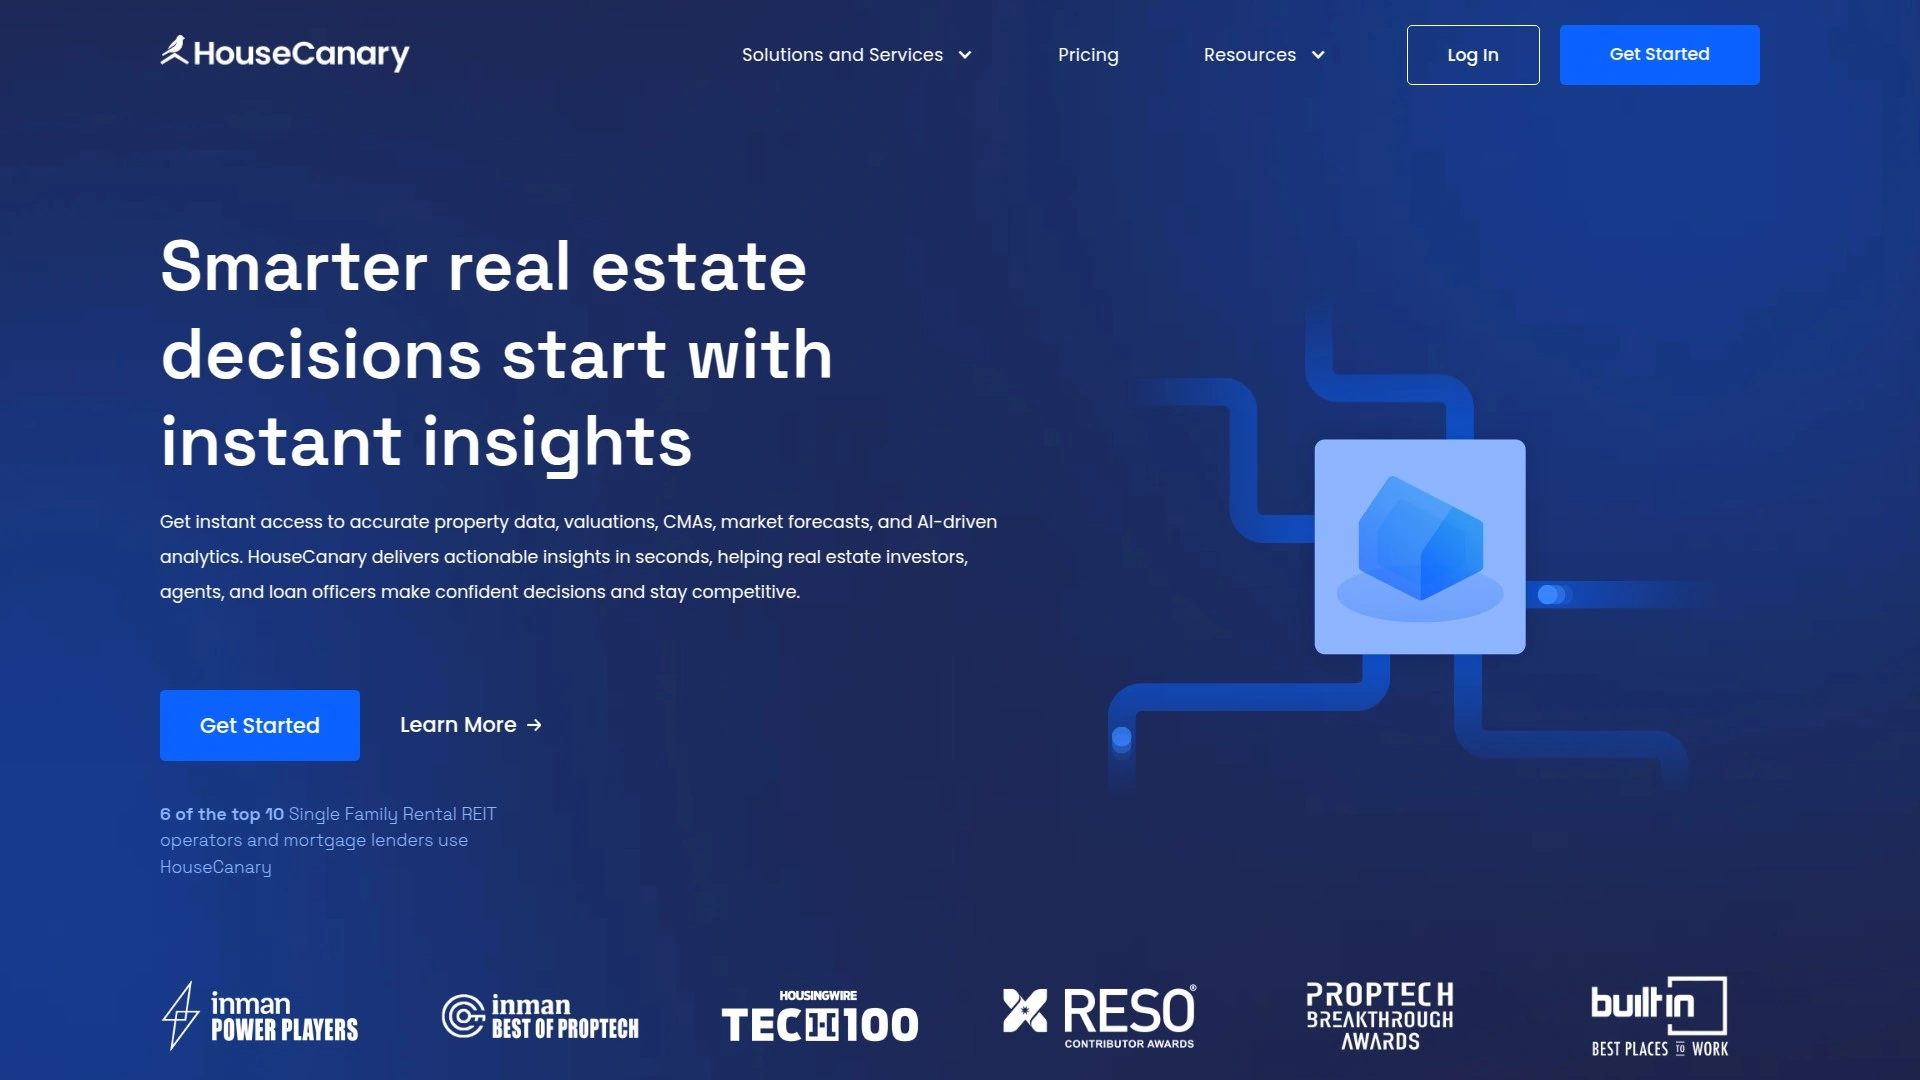 HouseCanary
Solutions and Services
Pricing
Resources
Log In
Get Started
Smarter real estate
decisions start with
instant insights
Get instant access to accurate property data, valuations, CMAs, market forecasts, and AI-driven
analytics. HouseCanary delivers actionable insights in seconds, helping real estate investors,
agents, and loan officers make confident decisions and stay competitive.
Get Started
Learn More →
6 of the top 10 Single Family Rental REIT
operators and mortgage lenders use
HouseCanary
inman
POWER PLAYERS
inman
BEST OF PROPTECH
HOUSINGWIRE
TECH100
RESO®
CONTRIBUTOR AWARDS
PROPTECH
BREAKTHROUGH
AWARDS
builtin
BEST PLACES TO WORK